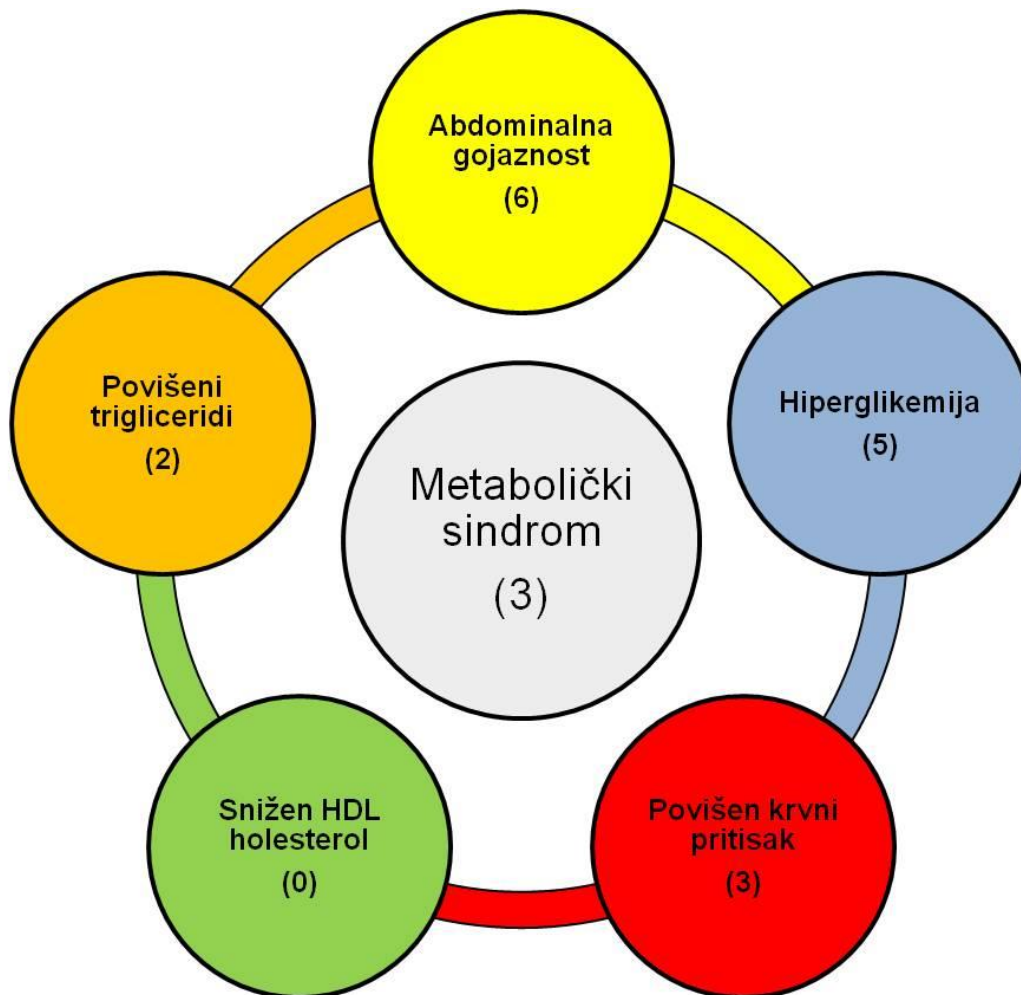 Abdominalna
gojaznost
(6)
Povišeni
trigliceridi
(2)
Hiperglikemija
(5)
Metabolički
sindrom
(3)
Snižen HDL
holesterol
(0)
Povišen krvni
pritisak
(3)